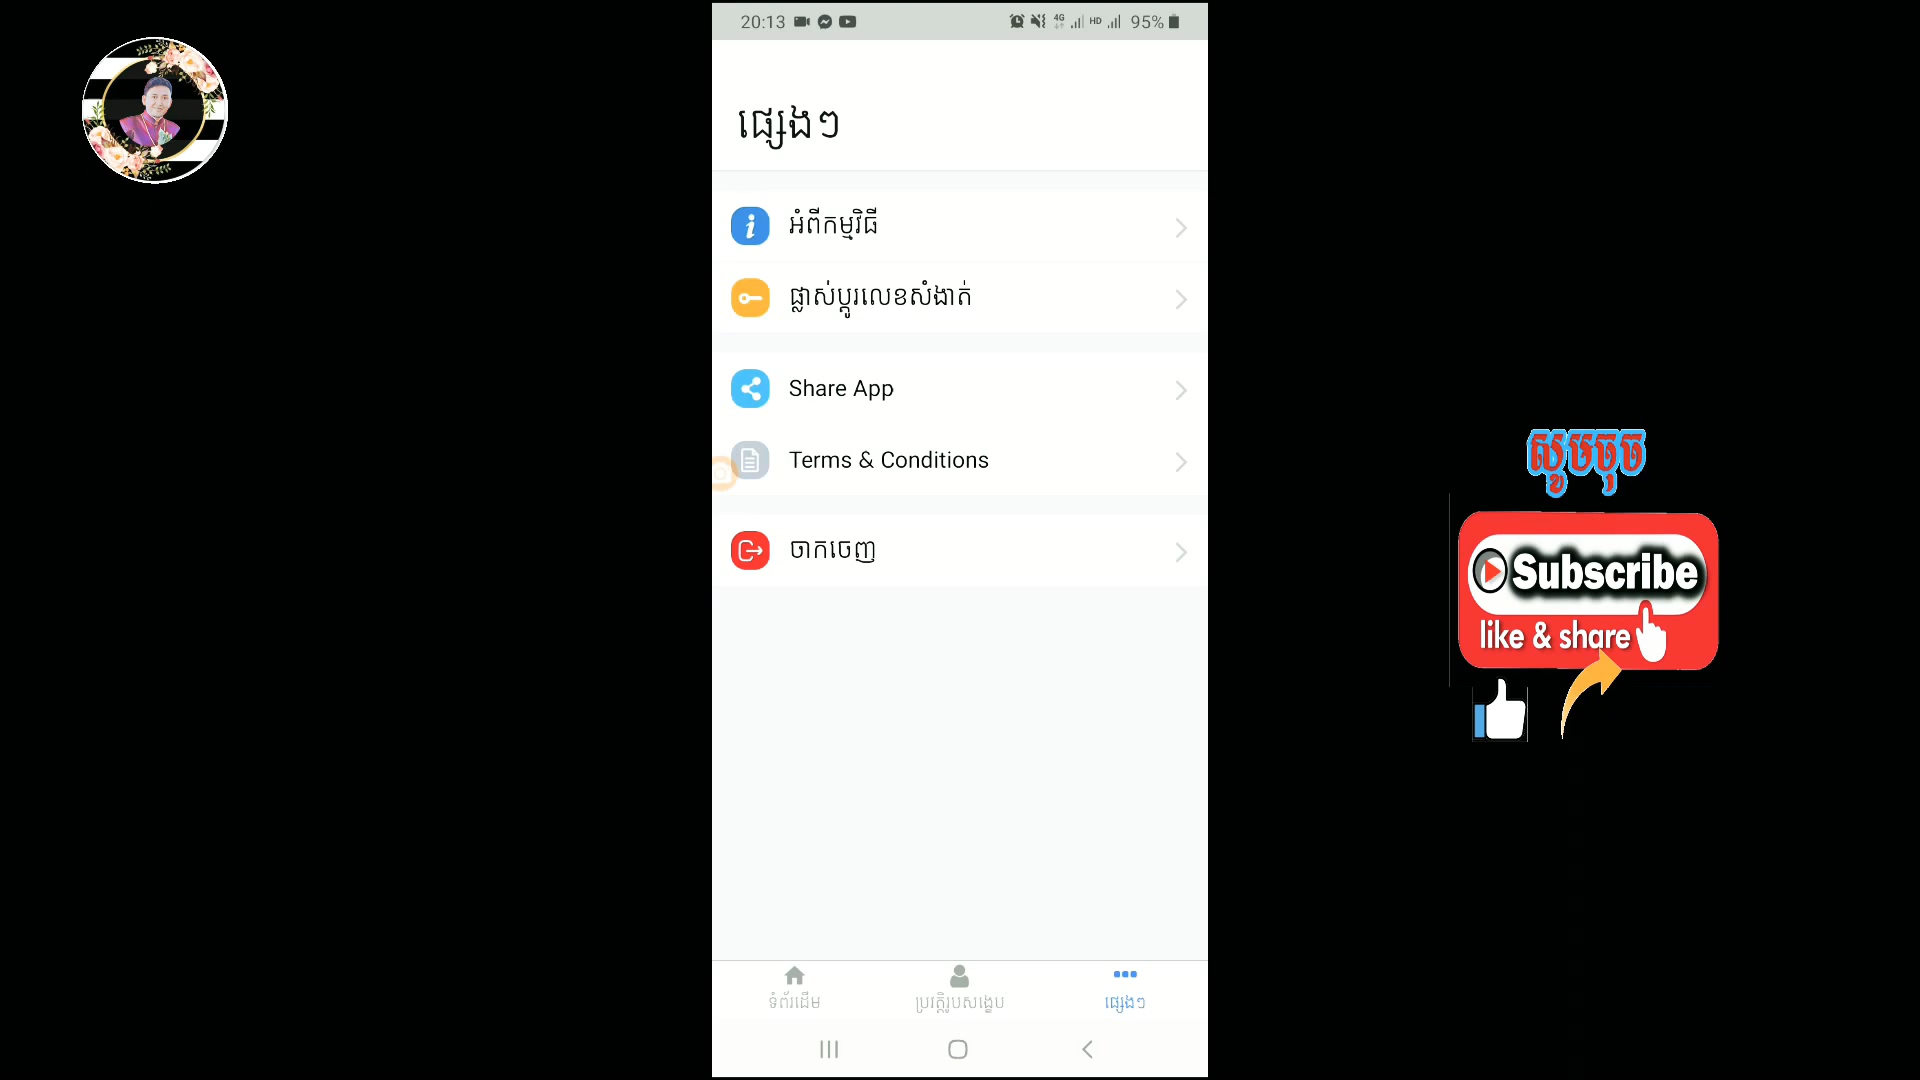 20:13
4G
HD
95%
ផ្សេងៗ
អំពីកម្មវិធី
ផ្លាស់ប្តូរលេខសំងាត់
Share App
Terms & Conditions
ចាកចេញ
ទំព័រដើម
ប្រវត្តិរូបសង្ខេប
ផ្សេងៗ
សូមចុច
Subscribe
like & share